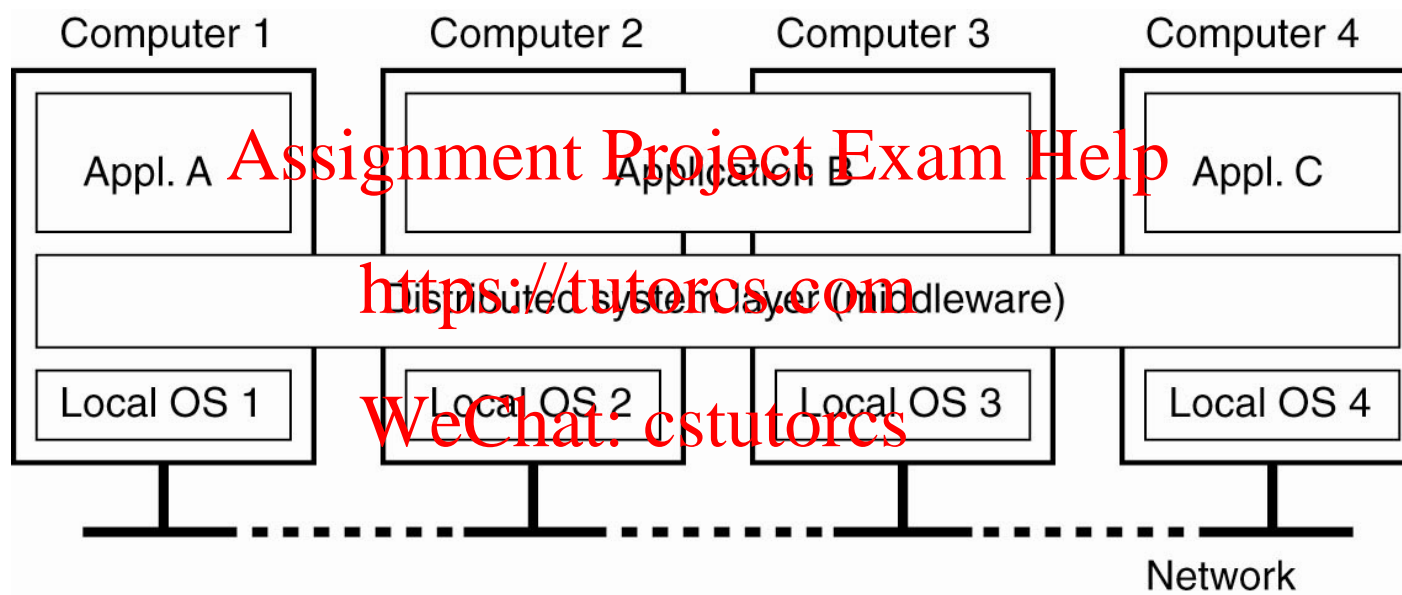 Computer 1
Computer 2
Computer 3
Computer 4
Appl. A
Application B
Appl. C
Assignment Project Exam Help
Distributed system layer (middleware)
https://tutorcs.com
Local OS 1
Local OS 2
Local OS 3
Local OS 4
WeChat: cstutorcs
Network